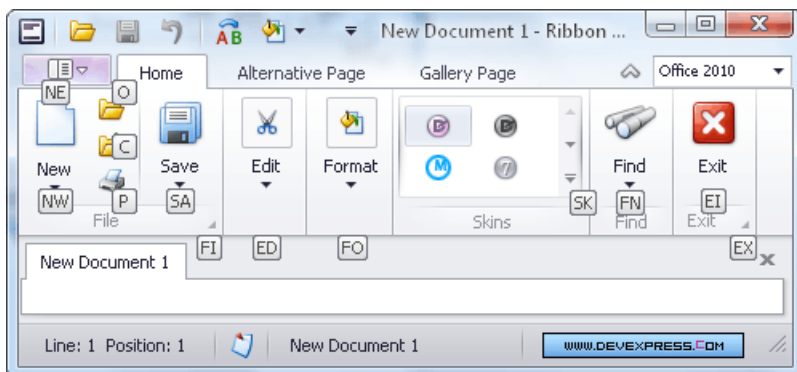 AB
New Document 1 - Ribbon ...
Home Alternative Page Gallery Page Office 2010
NE O
C
New Save Edit Format Find Exit
NW P SA SK FN EI
File Skins Find Exit
FI ED FO EX
New Document 1
Line: 1 Position: 1 New Document 1 WWW.DEVEXPRESS.COM